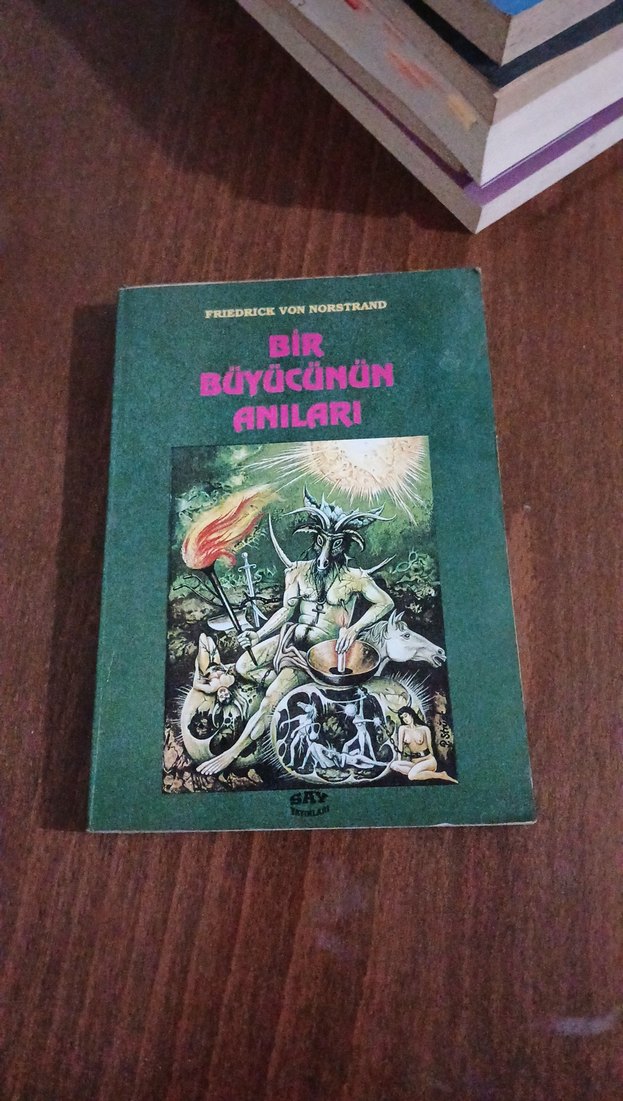 FRIEDRICK VON NORSTRAND
BİR
BÜYÜCÜNÜN
ANILARI
SAY
YAYINLARI